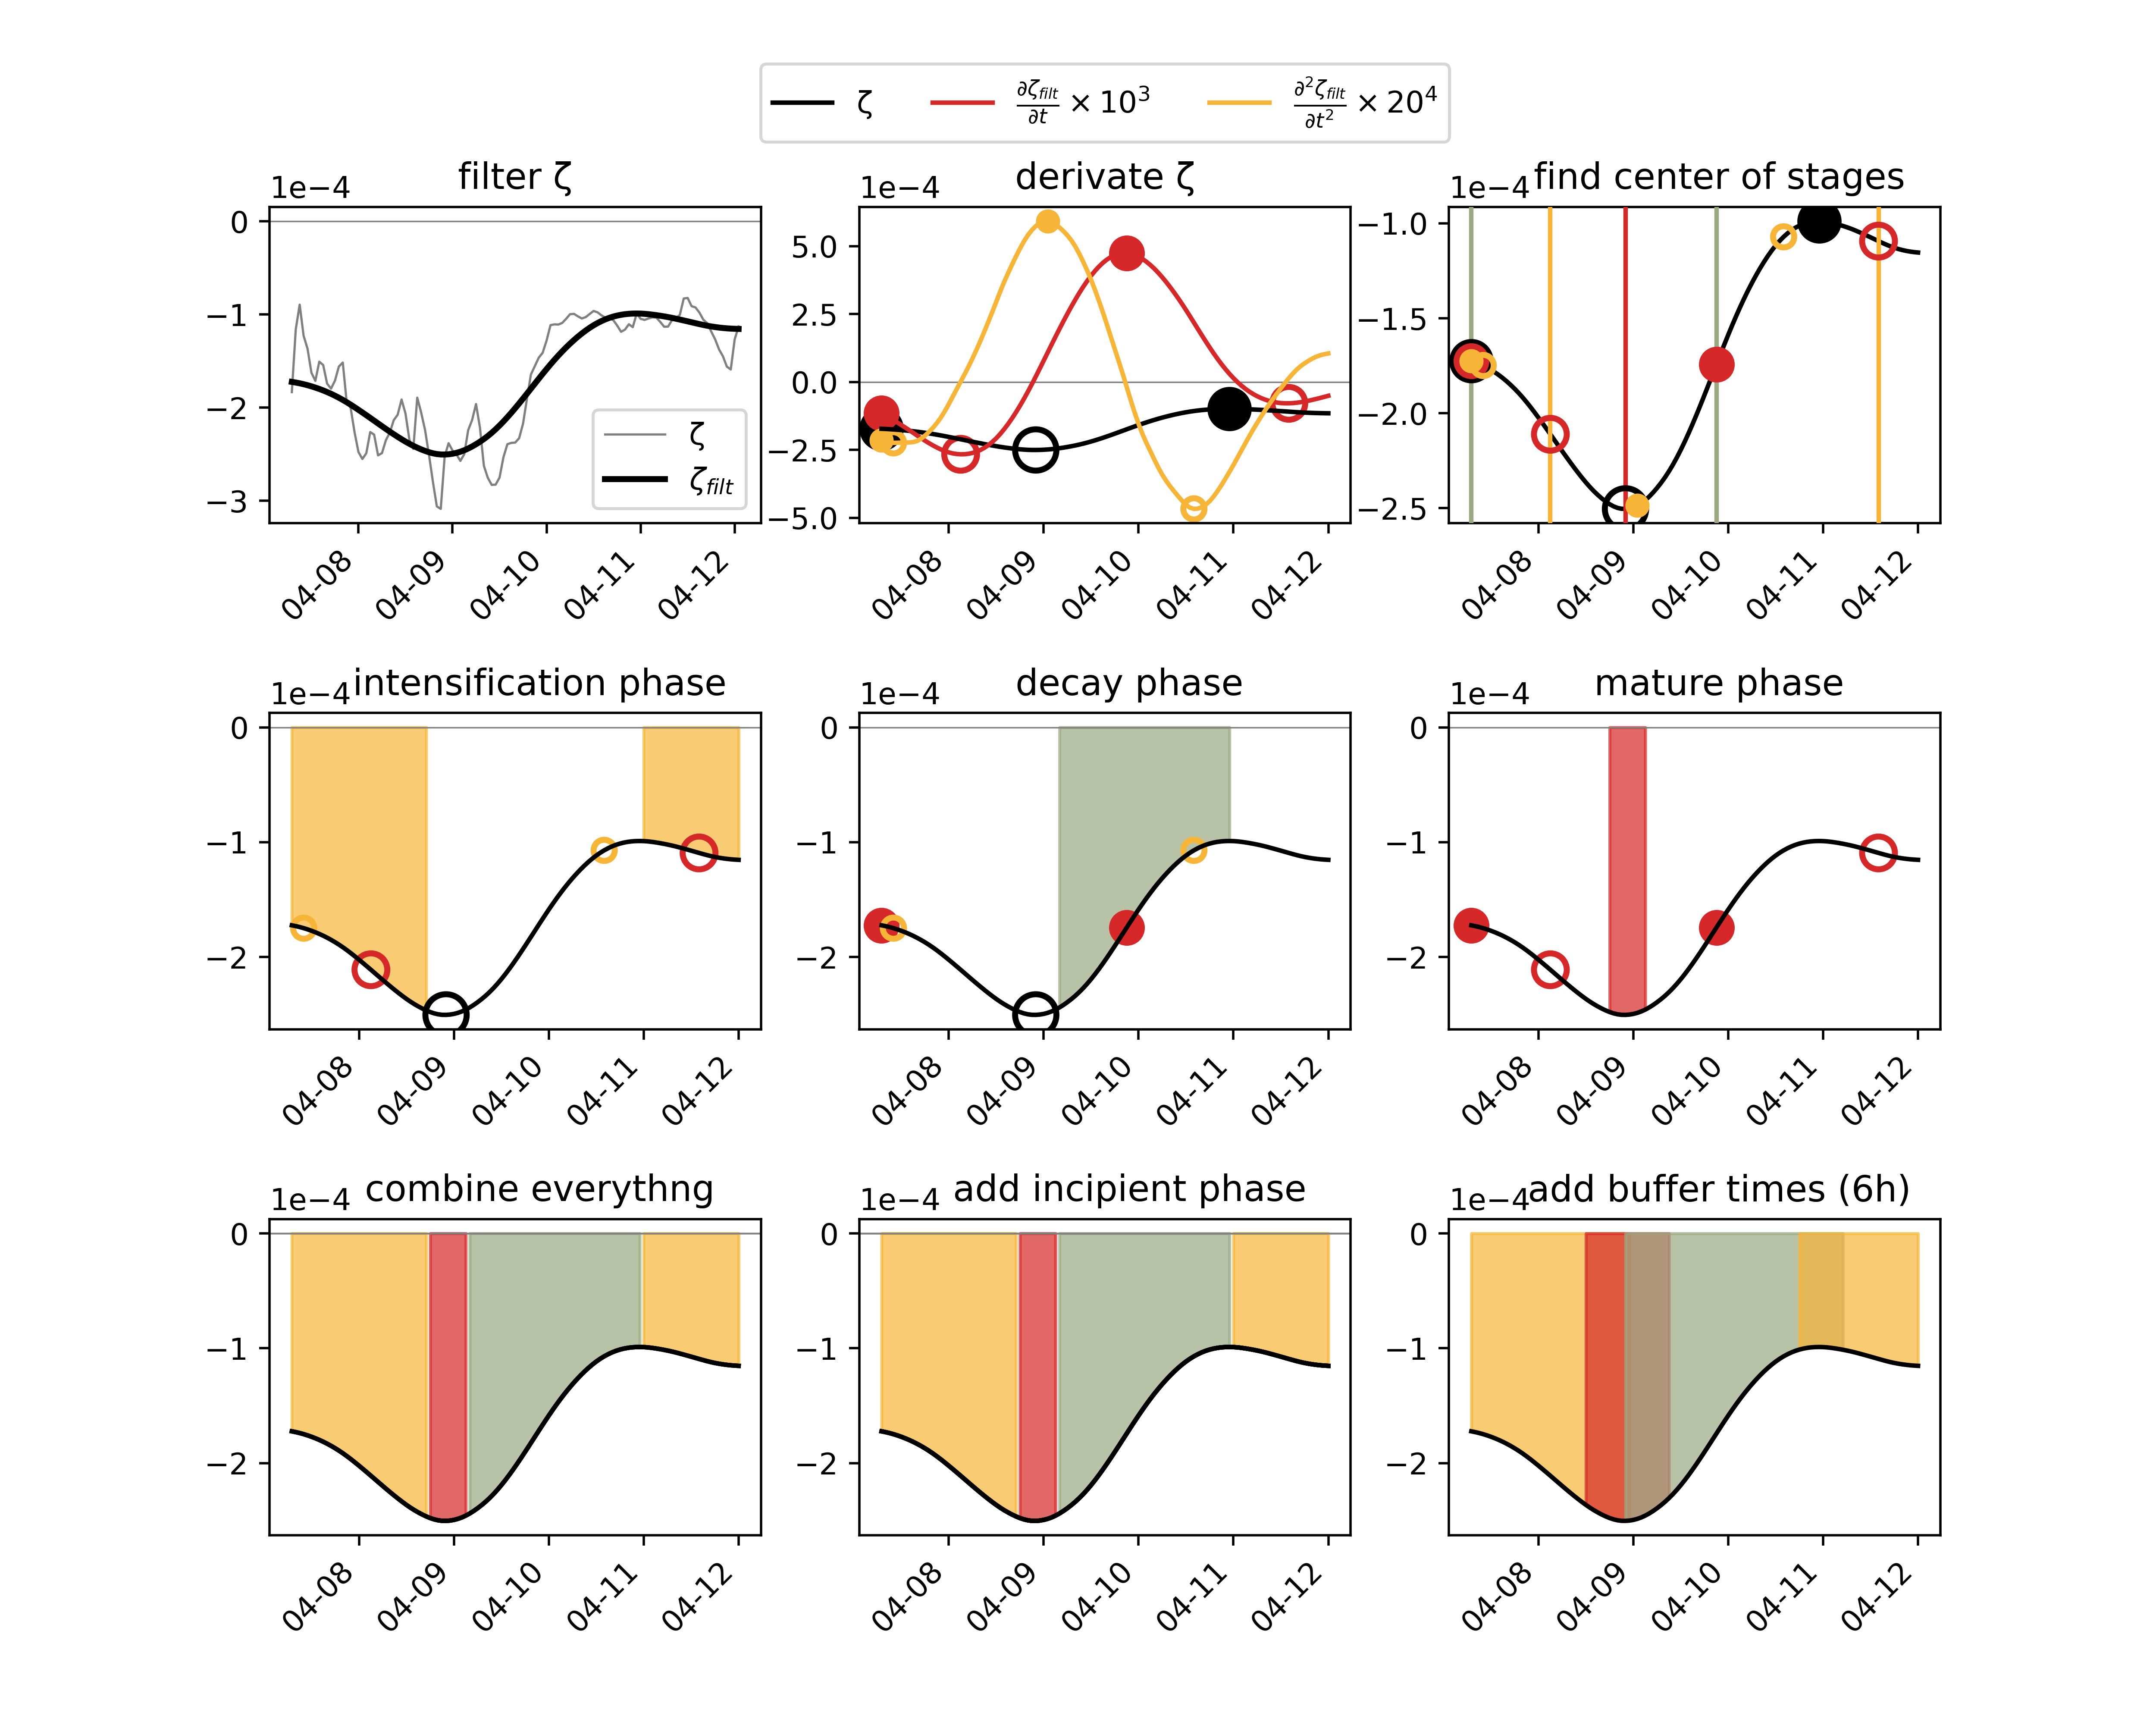 ζ ∂ζ_filt/∂t × 10³ ∂²ζ_filt/∂t² × 20⁴
filter ζ
1e−4
0
−1
−2
−3
ζ
ζ_filt
04-08 04-09 04-10 04-11 04-12
derivate ζ
1e−4
5.0
2.5
0.0
−2.5
−5.0
04-08 04-09 04-10 04-11 04-12
find center of stages
1e−4
−1.0
−1.5
−2.0
−2.5
04-08 04-09 04-10 04-11 04-12
intensification phase
1e−4
0
−1
−2
04-08 04-09 04-10 04-11 04-12
decay phase
1e−4
0
−1
−2
04-08 04-09 04-10 04-11 04-12
mature phase
1e−4
0
−1
−2
04-08 04-09 04-10 04-11 04-12
combine everythng
1e−4
0
−1
−2
04-08 04-09 04-10 04-11 04-12
add incipient phase
1e−4
0
−1
−2
04-08 04-09 04-10 04-11 04-12
add buffer times (6h)
1e−4
0
−1
−2
04-08 04-09 04-10 04-11 04-12